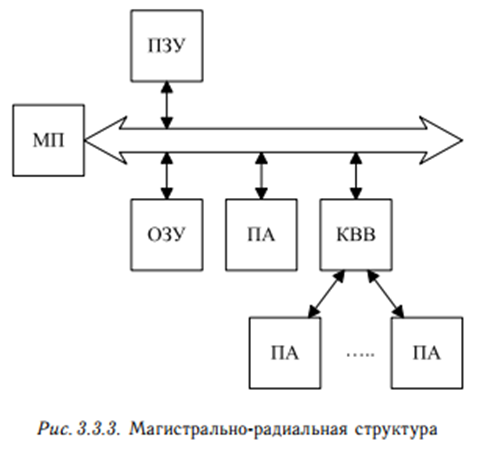 ПЗУ
МП
ОЗУ
ПА
КВВ
ПА
.....
ПА
Рис. 3.3.3. Магистрально-радиальная структура